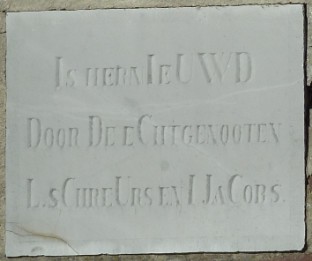 Is herNIeUWD
Door De eChtgeNooteN
L.sChreUrs eN I JaCobs.